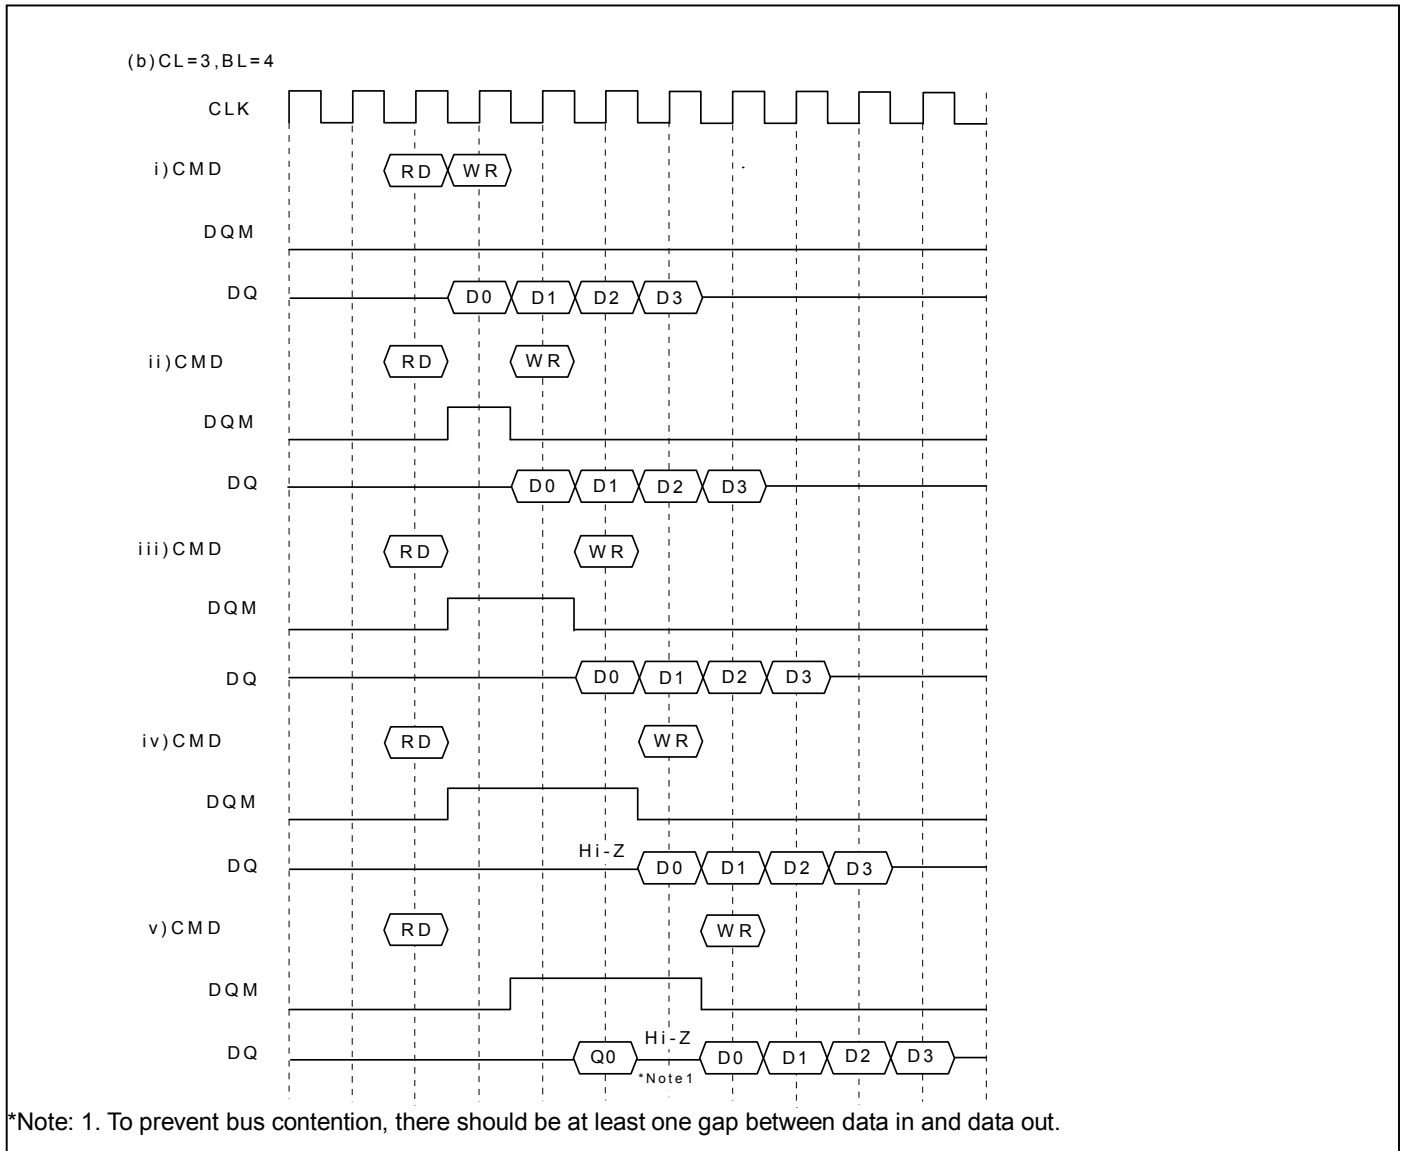 (b)CL=3,BL=4
CLK
i)CMD RD WR
DQM
DQ D0 D1 D2 D3
ii)CMD RD WR
DQM
DQ D0 D1 D2 D3
iii)CMD RD WR
DQM
DQ D0 D1 D2 D3
iv)CMD RD WR
DQM
Hi-Z
DQ D0 D1 D2 D3
v)CMD RD WR
DQM
Hi-Z
DQ Q0 D0 D1 D2 D3
*Note1
*Note: 1. To prevent bus contention, there should be at least one gap between data in and data out.